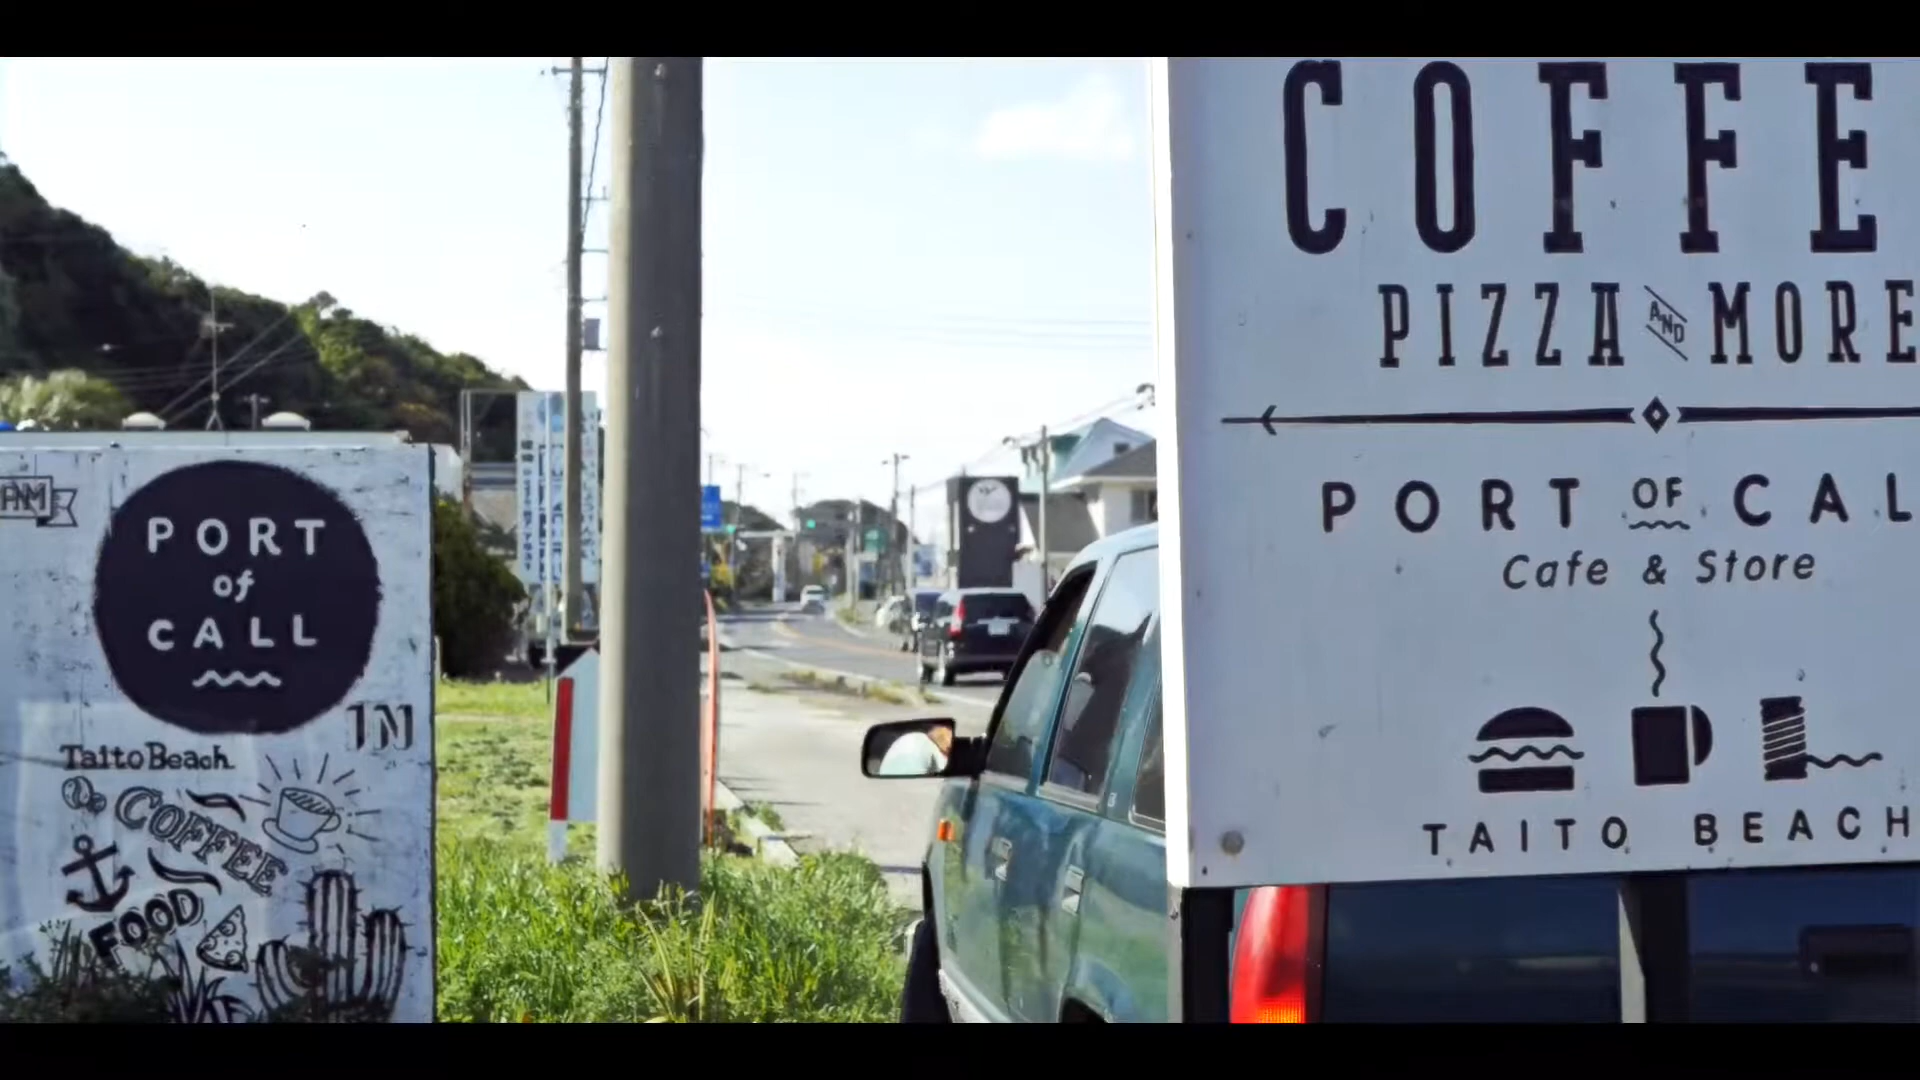 AM
PORT
of
CALL
IN
Taito Beach
COFFEE
FOOD
COFFE
PIZZA AND MORE
PORT OF CAL
Cafe & Store
TAITO BEACH